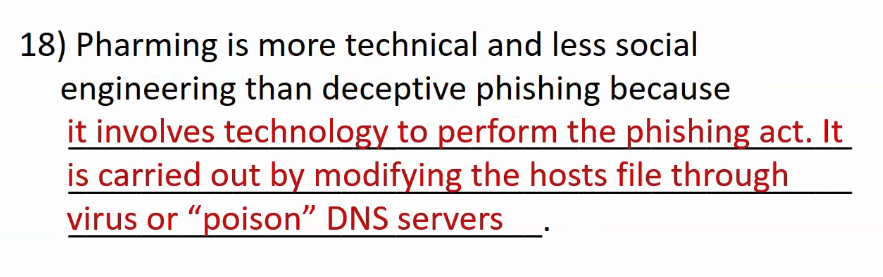 18) Pharming is more technical and less social
engineering than deceptive phishing because
it involves technology to perform the phishing act. It
is carried out by modifying the hosts file through
virus or “poison” DNS servers .